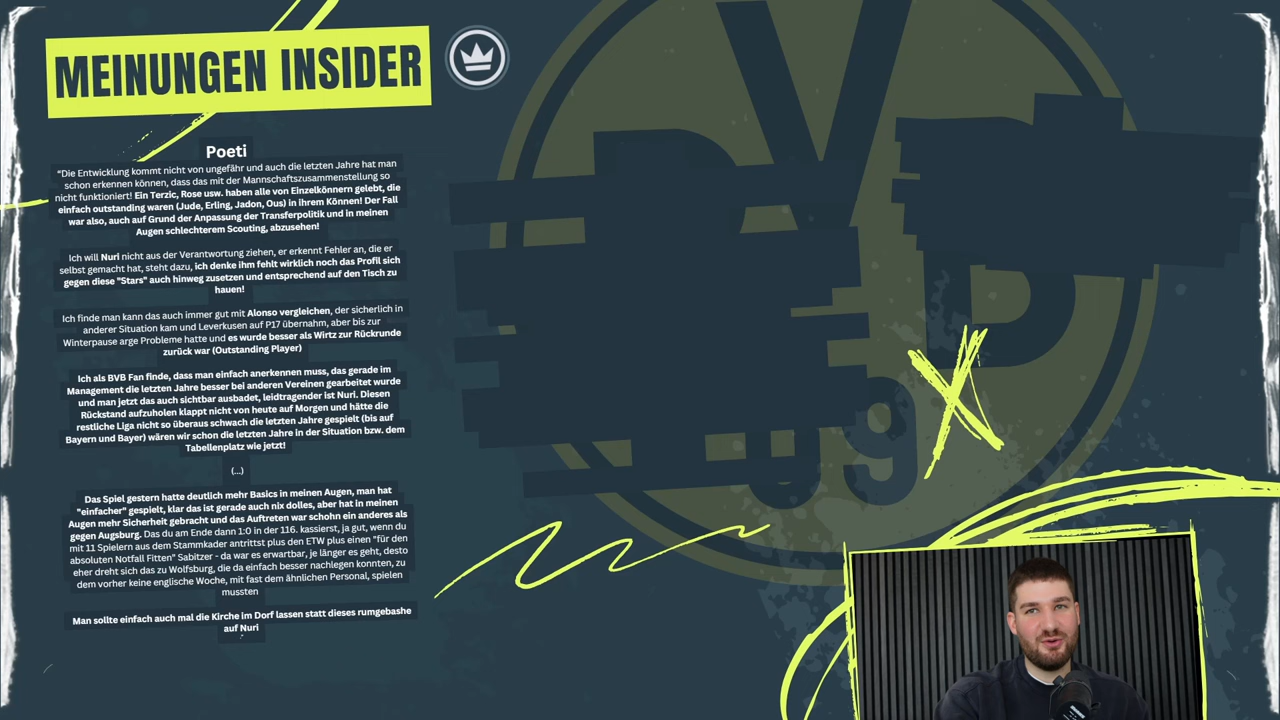 MEINUNGEN INSIDER
Poeti
"Die Entwicklung kommt nicht von ungefähr und auch die letzten Jahre hat man
schon erkennen können, dass das mit der Mannschaftszusammenstellung so
nicht funktioniert! Ein Terzic, Rose usw. haben alle von Einzelkönnern gelebt, die
einfach outstanding waren (Jude, Erling, Jadon, Ous) in ihrem Können! Der Fall
war also, auch auf Grund der Anpassung der Transferpolitik und in meinen
Augen schlechterem Scouting, abzusehen!
Ich will Nuri nicht aus der Verantwortung ziehen, er erkennt Fehler an, die er
selbst gemacht hat, steht dazu, ich denke ihm fehlt wirklich noch das Profil sich
gegen diese "Stars" auch hinweg zusetzen und entsprechend auf den Tisch zu
hauen!
Ich finde man kann das auch immer gut mit Alonso vergleichen, der sicherlich in
anderer Situation kam und Leverkusen auf P17 übernahm, aber bis zur
Winterpause arge Probleme hatte und es wurde besser als Wirtz zur Rückrunde
zurück war (Outstanding Player)
Ich als BVB Fan finde, dass man einfach anerkennen muss, das gerade im
Management die letzten Jahre besser bei anderen Vereinen gearbeitet wurde
und man jetzt das auch sichtbar ausbadet, leidtragender ist Nuri. Diesen
Rückstand aufzuholen klappt nicht von heute auf Morgen und hätte die
restliche Liga nicht so überaus schwach die letzten Jahre gespielt (bis auf
Bayern und Bayer) wären wir schon die letzten Jahre in der Situation bzw. dem
Tabellenplatz wie jetzt!
(...)
Das Spiel gestern hatte deutlich mehr Basics in meinen Augen, man hat
"einfacher" gespielt, klar das ist gerade auch nix dolles, aber hat in meinen
Augen mehr Sicherheit gebracht und das Auftreten war schohn ein anderes als
gegen Augsburg. Das du am Ende dann 1:0 in der 116. kassierst, ja gut, wenn du
mit 11 Spielern aus dem Stammkader antrittst plus den ETW plus einen "für den
absoluten Notfall Fitten" Sabitzer - da war es erwartbar, je länger es geht, desto
eher dreht sich das zu Wolfsburg, die da einfach besser nachlegen konnten, zu
dem vorher keine englische Woche, mit fast dem ähnlichen Personal, spielen
mussten
Man sollte einfach auch mal die Kirche im Dorf lassen statt dieses rumgebashe
auf Nuri
09